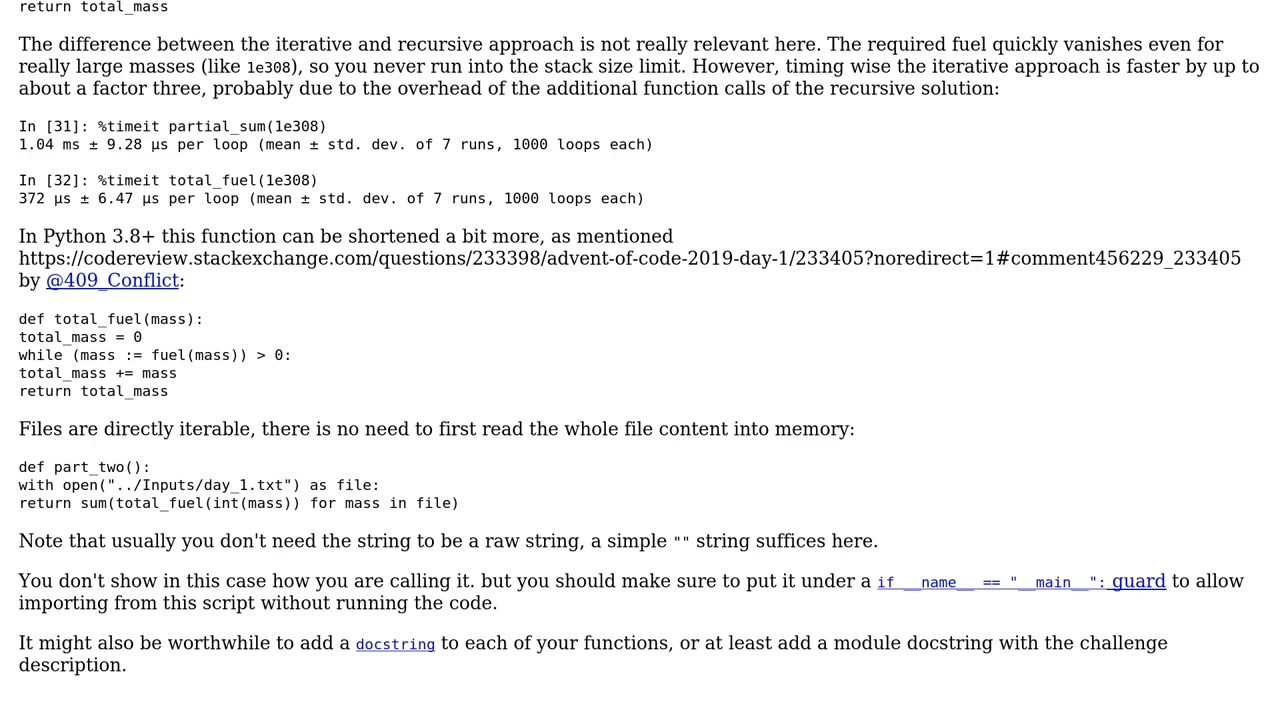 return total_mass
The difference between the iterative and recursive approach is not really relevant here. The required fuel quickly vanishes even for
really large masses (like 1e308), so you never run into the stack size limit. However, timing wise the iterative approach is faster by up to
about a factor three, probably due to the overhead of the additional function calls of the recursive solution:
In [31]: %timeit partial_sum(1e308)
1.04 ms ± 9.28 µs per loop (mean ± std. dev. of 7 runs, 1000 loops each)
In [32]: %timeit total_fuel(1e308)
372 µs ± 6.47 µs per loop (mean ± std. dev. of 7 runs, 1000 loops each)
In Python 3.8+ this function can be shortened a bit more, as mentioned
https://codereview.stackexchange.com/questions/233398/advent-of-code-2019-day-1/233405?noredirect=1#comment456229_233405
by @409_Conflict:
def total_fuel(mass):
total_mass = 0
while (mass := fuel(mass)) > 0:
total_mass += mass
return total_mass
Files are directly iterable, there is no need to first read the whole file content into memory:
def part_two():
with open("../Inputs/day_1.txt") as file:
return sum(total_fuel(int(mass)) for mass in file)
Note that usually you don't need the string to be a raw string, a simple "" string suffices here.
You don't show in this case how you are calling it. but you should make sure to put it under a if __name__ == "__main__": guard to allow
importing from this script without running the code.
It might also be worthwhile to add a docstring to each of your functions, or at least add a module docstring with the challenge
description.